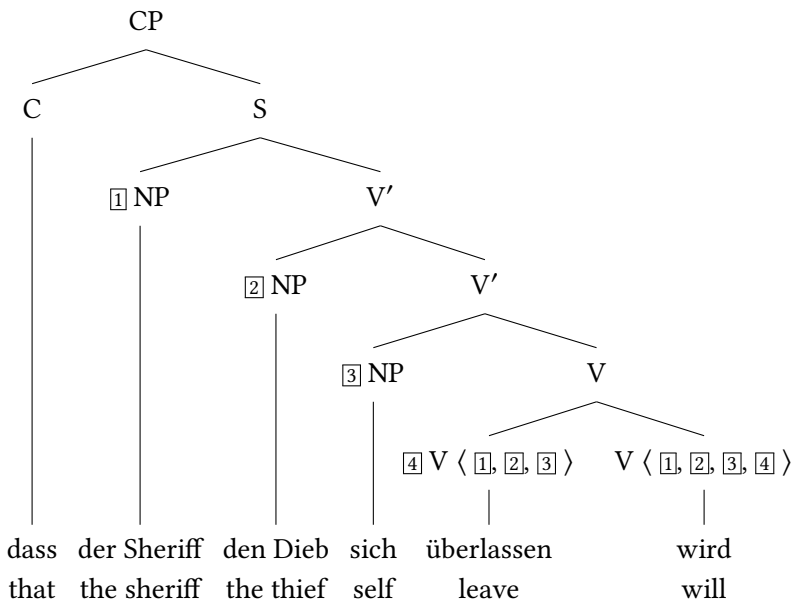 CP
C S
1 NP V′
2 NP V′
3 NP V
4 V ⟨ 1, 2, 3 ⟩ V ⟨ 1, 2, 3, 4 ⟩
dass der Sheriff den Dieb sich überlassen wird
that the sheriff the thief self leave will